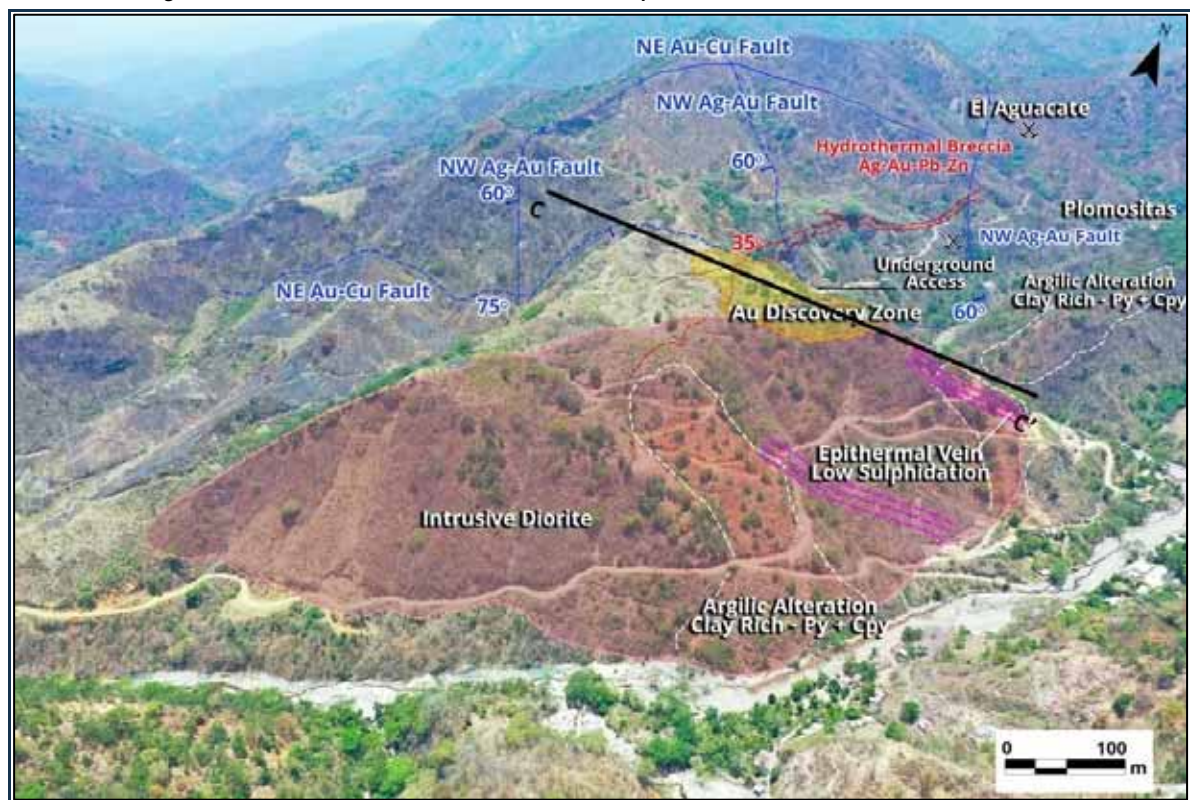 N
NE Au-Cu Fault
NW Ag-Au Fault
El Aguacate
Hydrothermal Breccia
Ag-Au-Pb-Zn
60°
NW Ag-Au Fault
60°
C
Plomositas
35°
NW Ag-Au Fault
Underground
Access
Argilic Alteration
Clay Rich - Py + Cpy
NE Au-Cu Fault
75°
Au Discovery Zone
60°
C'
Epithermal Vein
Low Sulphidation
Intrusive Diorite
Argilic Alteration
Clay Rich - Py + Cpy
0 100
m